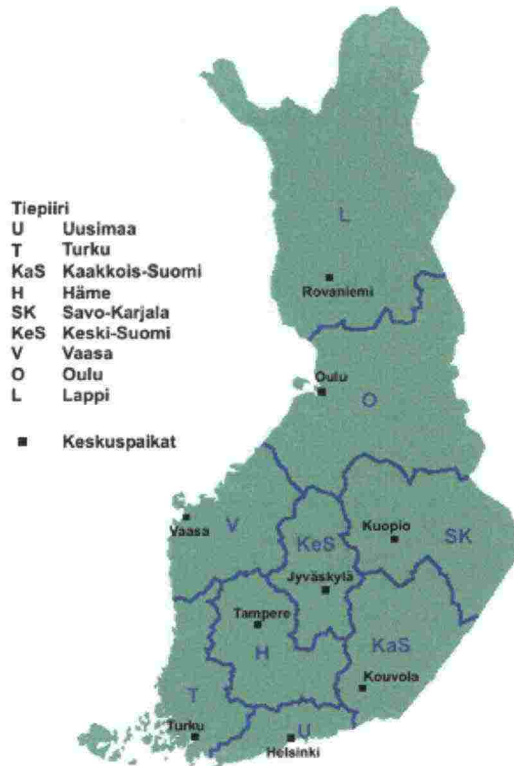 Tiepiiri
U Uusimaa
T Turku
KaS Kaakkois-Suomi
H Häme
SK Savo-Karjala
KeS Keski-Suomi
V Vaasa
O Oulu
L Lappi
Keskuspaikat
L
Rovaniemi
Oulu
O
Vaasa
V
KeS
Kuopio
SK
Jyväskylä
Tampere
H
KaS
Kouvola
T
Turku
U
Helsinki